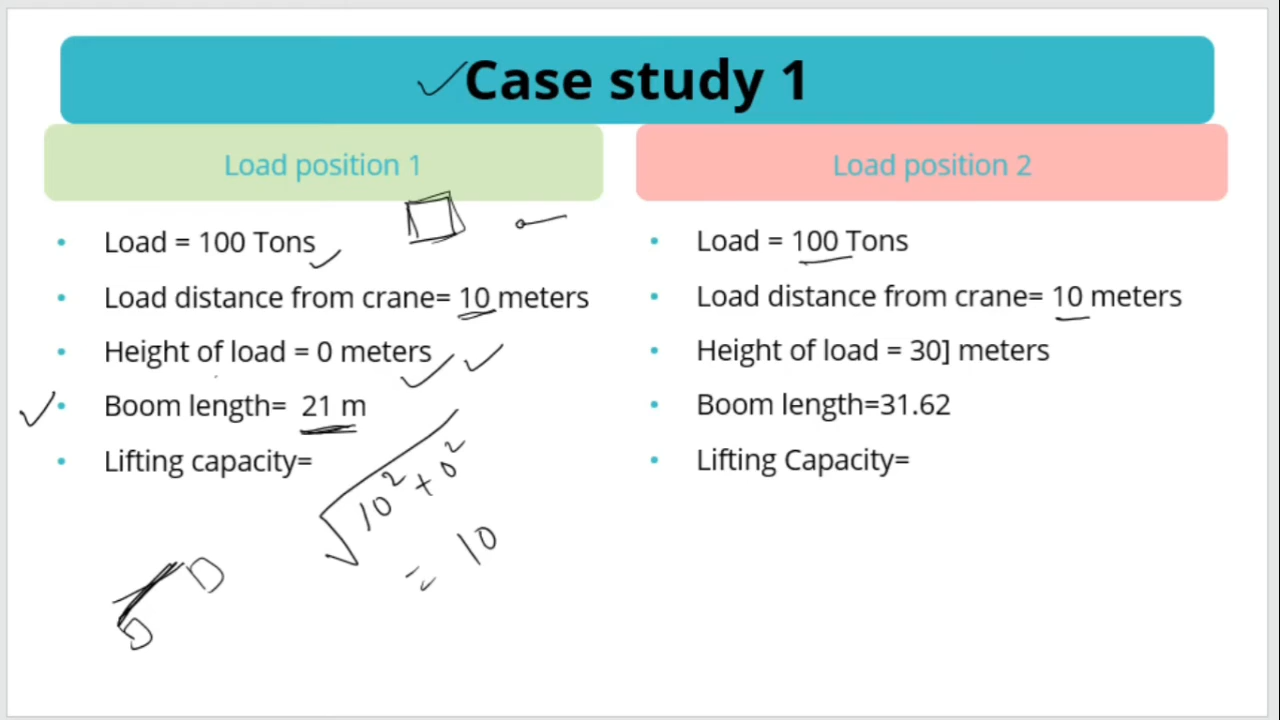 Case study 1
Load position 1
• Load = 100 Tons
• Load distance from crane= 10 meters
• Height of load = 0 meters
• Boom length= 21 m
• Lifting capacity=
√10² + 0²
= 10
Load position 2
• Load = 100 Tons
• Load distance from crane= 10 meters
• Height of load = 30] meters
• Boom length=31.62
• Lifting Capacity=